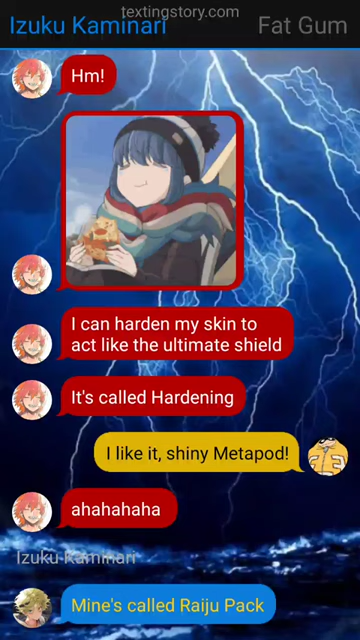 textingstory.com
Izuku Kaminari
Fat Gum
Hm!
I can harden my skin to
act like the ultimate shield
It's called Hardening
I like it, shiny Metapod!
ahahahaha
Izuku Kaminari
Mine's called Raiju Pack